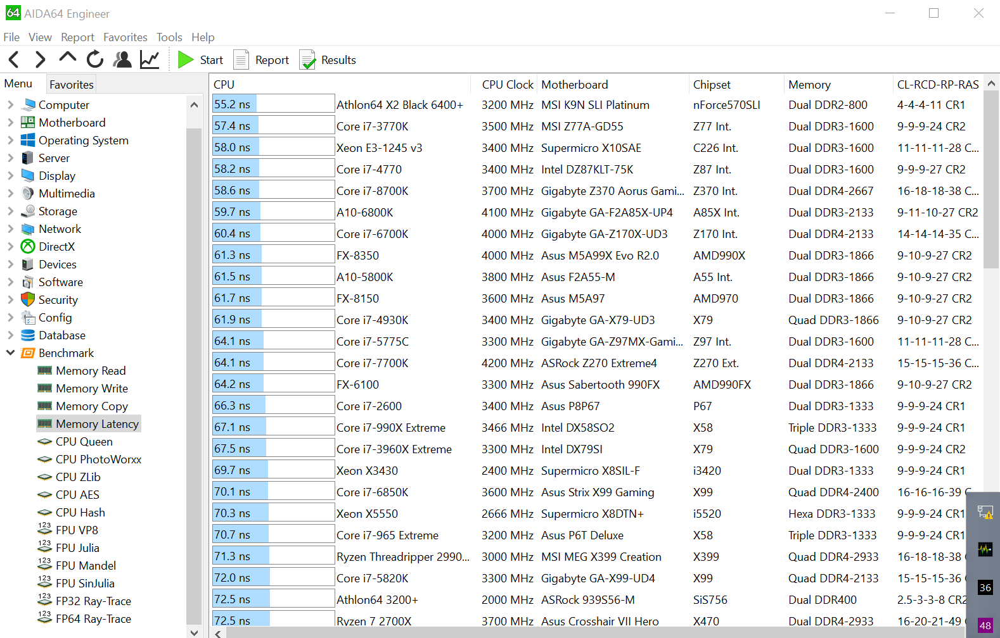 64 AIDA64 Engineer
File View Report Favorites Tools Help
Start Report Results
Menu Favorites
Computer
Motherboard
Operating System
Server
Display
Multimedia
Storage
Network
DirectX
Devices
Software
Security
Config
Database
Benchmark
Memory Read
Memory Write
Memory Copy
Memory Latency
CPU Queen
CPU PhotoWorxx
CPU ZLib
CPU AES
CPU Hash
123 FPU VP8
123 FPU Julia
123 FPU Mandel
123 FPU SinJulia
123 FP32 Ray-Trace
123 FP64 Ray-Trace
CPU CPU Clock Motherboard Chipset Memory CL-RCD-RP-RAS
55.2 ns Athlon64 X2 Black 6400+ 3200 MHz MSI K9N SLI Platinum nForce570SLI Dual DDR2-800 4-4-4-11 CR1
57.4 ns Core i7-3770K 3500 MHz MSI Z77A-GD55 Z77 Int. Dual DDR3-1600 9-9-9-24 CR2
58.0 ns Xeon E3-1245 v3 3400 MHz Supermicro X10SAE C226 Int. Dual DDR3-1600 11-11-11-28 C...
58.2 ns Core i7-4770 3400 MHz Intel DZ87KLT-75K Z87 Int. Dual DDR3-1600 9-9-9-27 CR2
58.6 ns Core i7-8700K 3700 MHz Gigabyte Z370 Aorus Gami... Z370 Int. Dual DDR4-2667 16-18-18-38 C...
59.7 ns A10-6800K 4100 MHz Gigabyte GA-F2A85X-UP4 A85X Int. Dual DDR3-2133 9-11-10-27 CR2
60.4 ns Core i7-6700K 4000 MHz Gigabyte GA-Z170X-UD3 Z170 Int. Dual DDR4-2133 14-14-14-35 C...
61.3 ns FX-8350 4000 MHz Asus M5A99X Evo R2.0 AMD990X Dual DDR3-1866 9-10-9-27 CR2
61.5 ns A10-5800K 3800 MHz Asus F2A55-M A55 Int. Dual DDR3-1866 9-10-9-27 CR2
61.7 ns FX-8150 3600 MHz Asus M5A97 AMD970 Dual DDR3-1866 9-10-9-27 CR2
61.9 ns Core i7-4930K 3400 MHz Gigabyte GA-X79-UD3 X79 Quad DDR3-1866 9-10-9-27 CR2
64.1 ns Core i7-5775C 3300 MHz Gigabyte GA-Z97MX-Gami... Z97 Int. Dual DDR3-1600 11-11-11-28 C...
64.1 ns Core i7-7700K 4200 MHz ASRock Z270 Extreme4 Z270 Ext. Dual DDR4-2133 15-15-15-36 C...
64.2 ns FX-6100 3300 MHz Asus Sabertooth 990FX AMD990FX Dual DDR3-1866 9-10-9-27 CR2
66.3 ns Core i7-2600 3400 MHz Asus P8P67 P67 Dual DDR3-1333 9-9-9-24 CR1
67.1 ns Core i7-990X Extreme 3466 MHz Intel DX58SO2 X58 Triple DDR3-1333 9-9-9-24 CR1
67.5 ns Core i7-3960X Extreme 3300 MHz Intel DX79SI X79 Quad DDR3-1600 9-9-9-24 CR2
69.7 ns Xeon X3430 2400 MHz Supermicro X8SIL-F i3420 Dual DDR3-1333 9-9-9-24 CR1
70.1 ns Core i7-6850K 3600 MHz Asus Strix X99 Gaming X99 Quad DDR4-2400 16-16-16-39 C
70.3 ns Xeon X5550 2666 MHz Supermicro X8DTN+ i5520 Hexa DDR3-1333 9-9-9-24 CR1
70.7 ns Core i7-965 Extreme 3200 MHz Asus P6T Deluxe X58 Triple DDR3-1333 9-9-9-24 CR1
71.3 ns Ryzen Threadripper 2990... 3000 MHz MSI MEG X399 Creation X399 Quad DDR4-2933 16-18-18-38
72.0 ns Core i7-5820K 3300 MHz Gigabyte GA-X99-UD4 X99 Quad DDR4-2133 15-15-15-36
72.5 ns Athlon64 3200+ 2000 MHz ASRock 939S56-M SiS756 Dual DDR400 2.5-3-3-8 CR2
72.5 ns Ryzen 7 2700X 3700 MHz Asus Crosshair VII Hero X470 Dual DDR4-2933 16-20-21-49
36
48